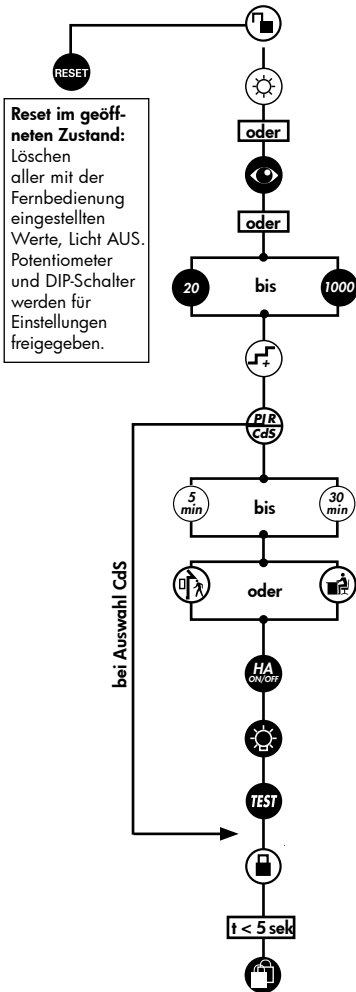 RESET
Reset im geöff-
neten Zustand:
Löschen
aller mit der
Fernbedienung
eingestellten
Werte, Licht AUS.
Potentiometer
und DIP-Schalter
werden für
Einstellungen
freigegeben.
oder
oder
20 bis 1000
+
PIR
CdS
5 min bis 30 min
oder
bei Auswahl CdS
HA
ON/OFF
TEST
t < 5 sek